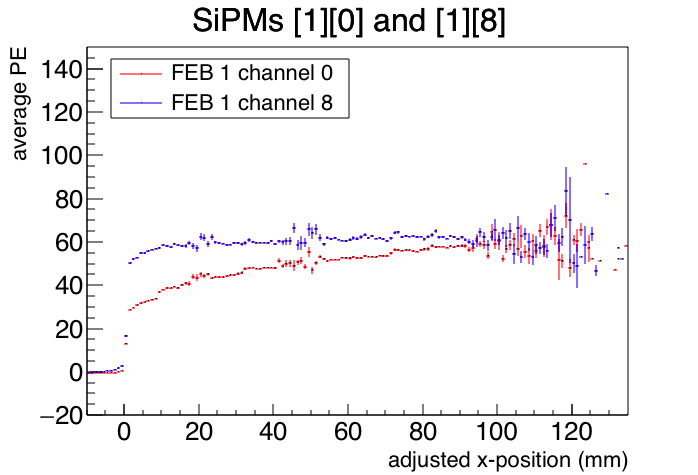 SiPMs [1][0] and [1][8]
average PE
FEB 1 channel 0
FEB 1 channel 8
140
120
100
80
60
40
20
0
−20
0 20 40 60 80 100 120
adjusted x-position (mm)